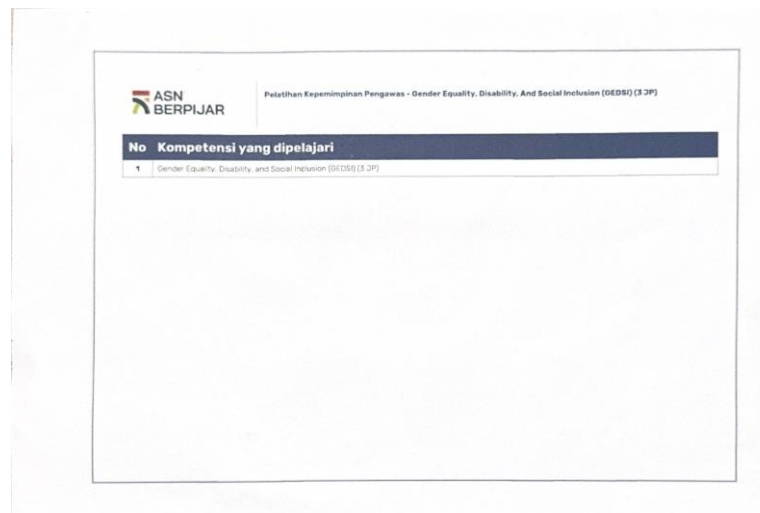 ASN
BERPIJAR
Pelatihan Kepemimpinan Pengawas - Gender Equality, Disability, And Social Inclusion (GEDSI) (3 JP)
No Kompetensi yang dipelajari
1 Gender Equality, Disability, and Social Inclusion (GEDSI) (3 JP)